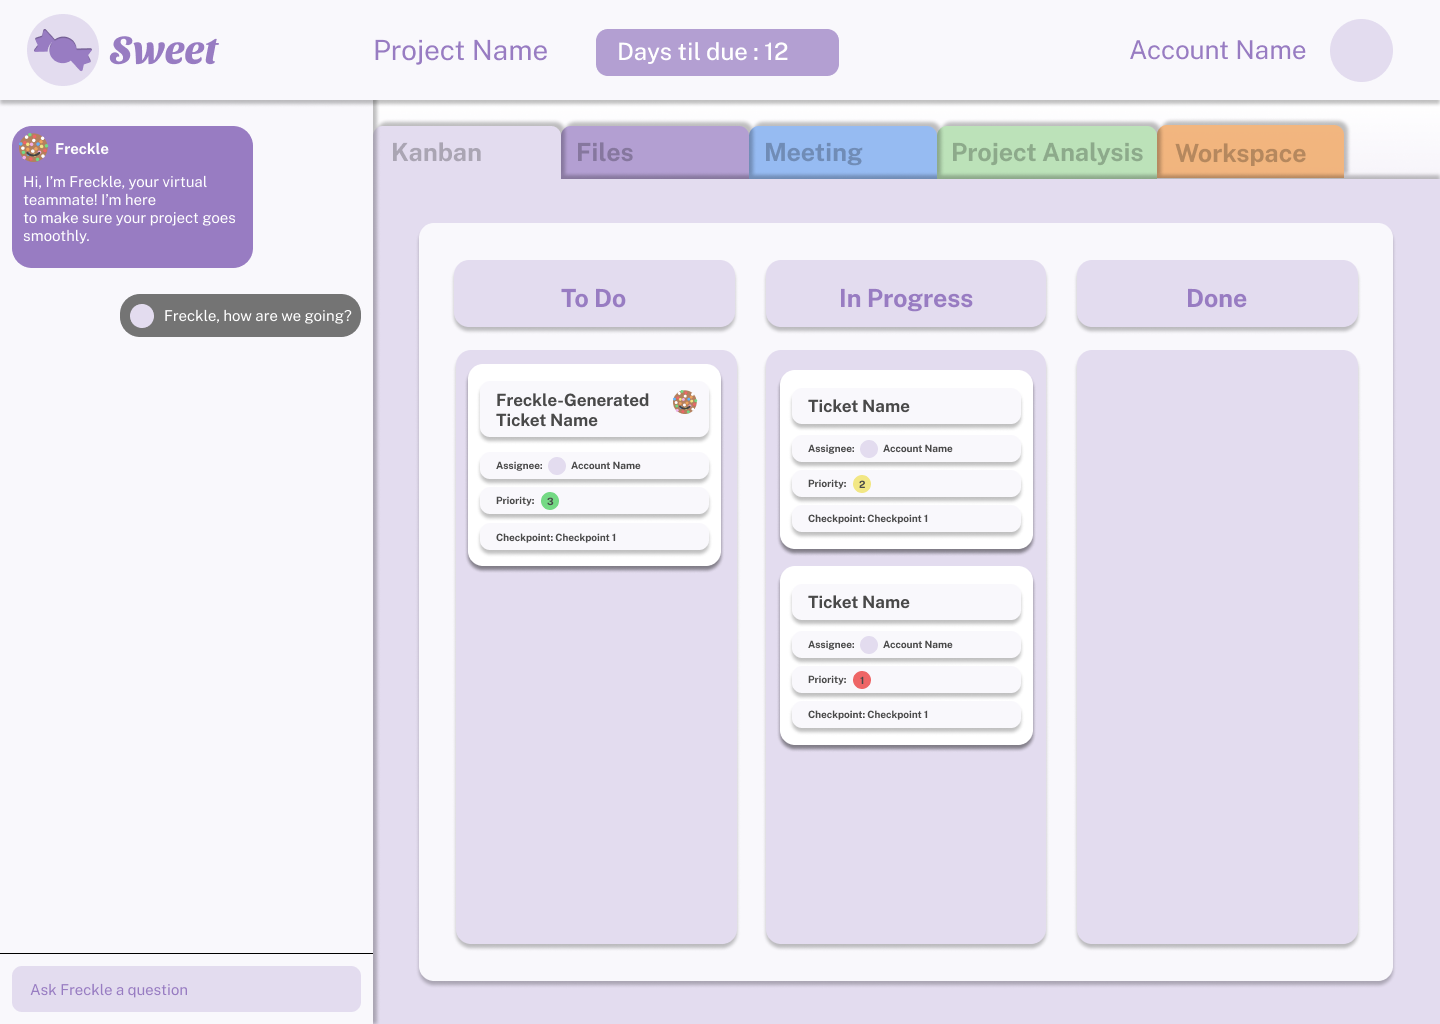 Sweet
Project Name
Days til due : 12
Account Name
Freckle
Hi, I'm Freckle, your virtual
teammate! I'm here
to make sure your project goes
smoothly.
Freckle, how are we going?
Ask Freckle a question
Kanban
Files
Meeting
Project Analysis
Workspace
To Do
Freckle-Generated
Ticket Name
Assignee: Account Name
Priority: 3
Checkpoint: Checkpoint 1
In Progress
Ticket Name
Assignee: Account Name
Priority: 2
Checkpoint: Checkpoint 1
Ticket Name
Assignee: Account Name
Priority: 1
Checkpoint: Checkpoint 1
Done